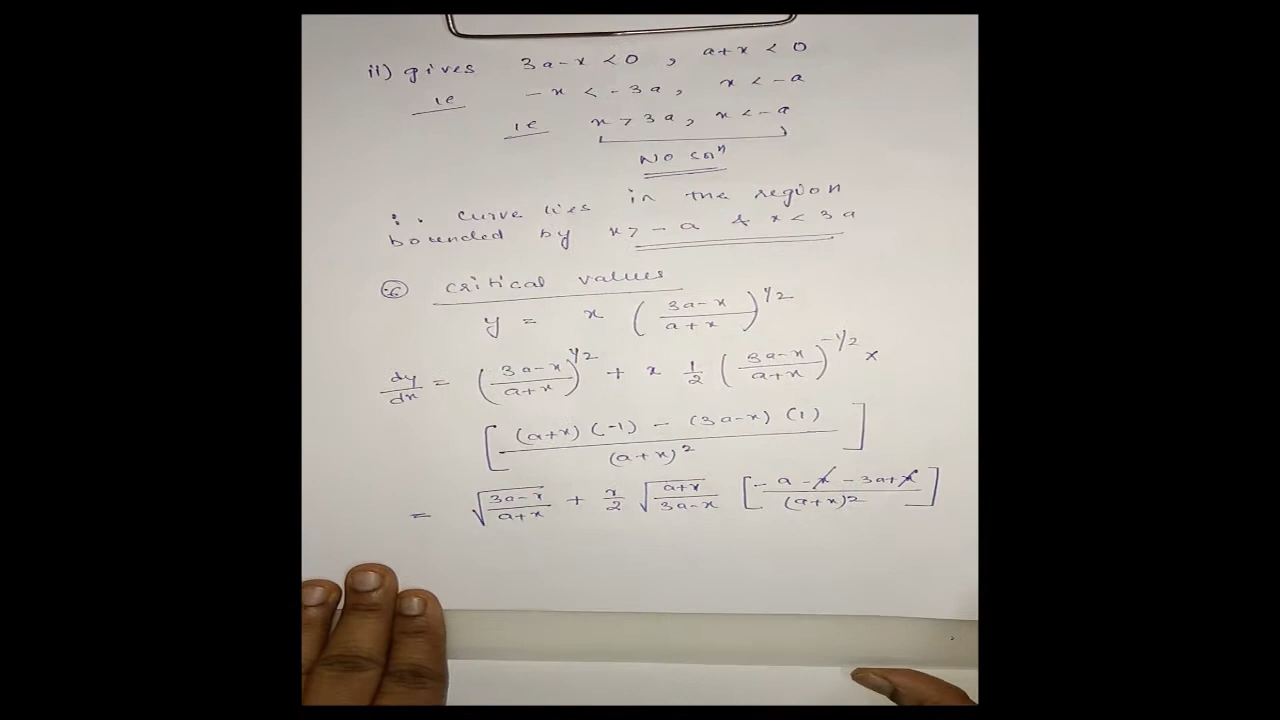 ii) gives 3a-x <0 , a+x < 0
ie -x < -3a, x < -a
ie x > 3a, x < -a
NO solⁿ
∴ curve lies in the region
bounded by x > -a & x < 3a
⑥ critical values
y = x ( (3a-x)/(a+x) )^1/2
dy/dx = ( (3a-x)/(a+x) )^1/2 + x 1/2 ( (3a-x)/(a+x) )^-1/2 ×
[ ((a+x) (-1) - (3a-x) (1))/(a+x)² ]
= √((3a-x)/(a+x)) + x/2 √((a+x)/(3a-x)) [ (-a -x -3a+x)/(a+x)2 ]